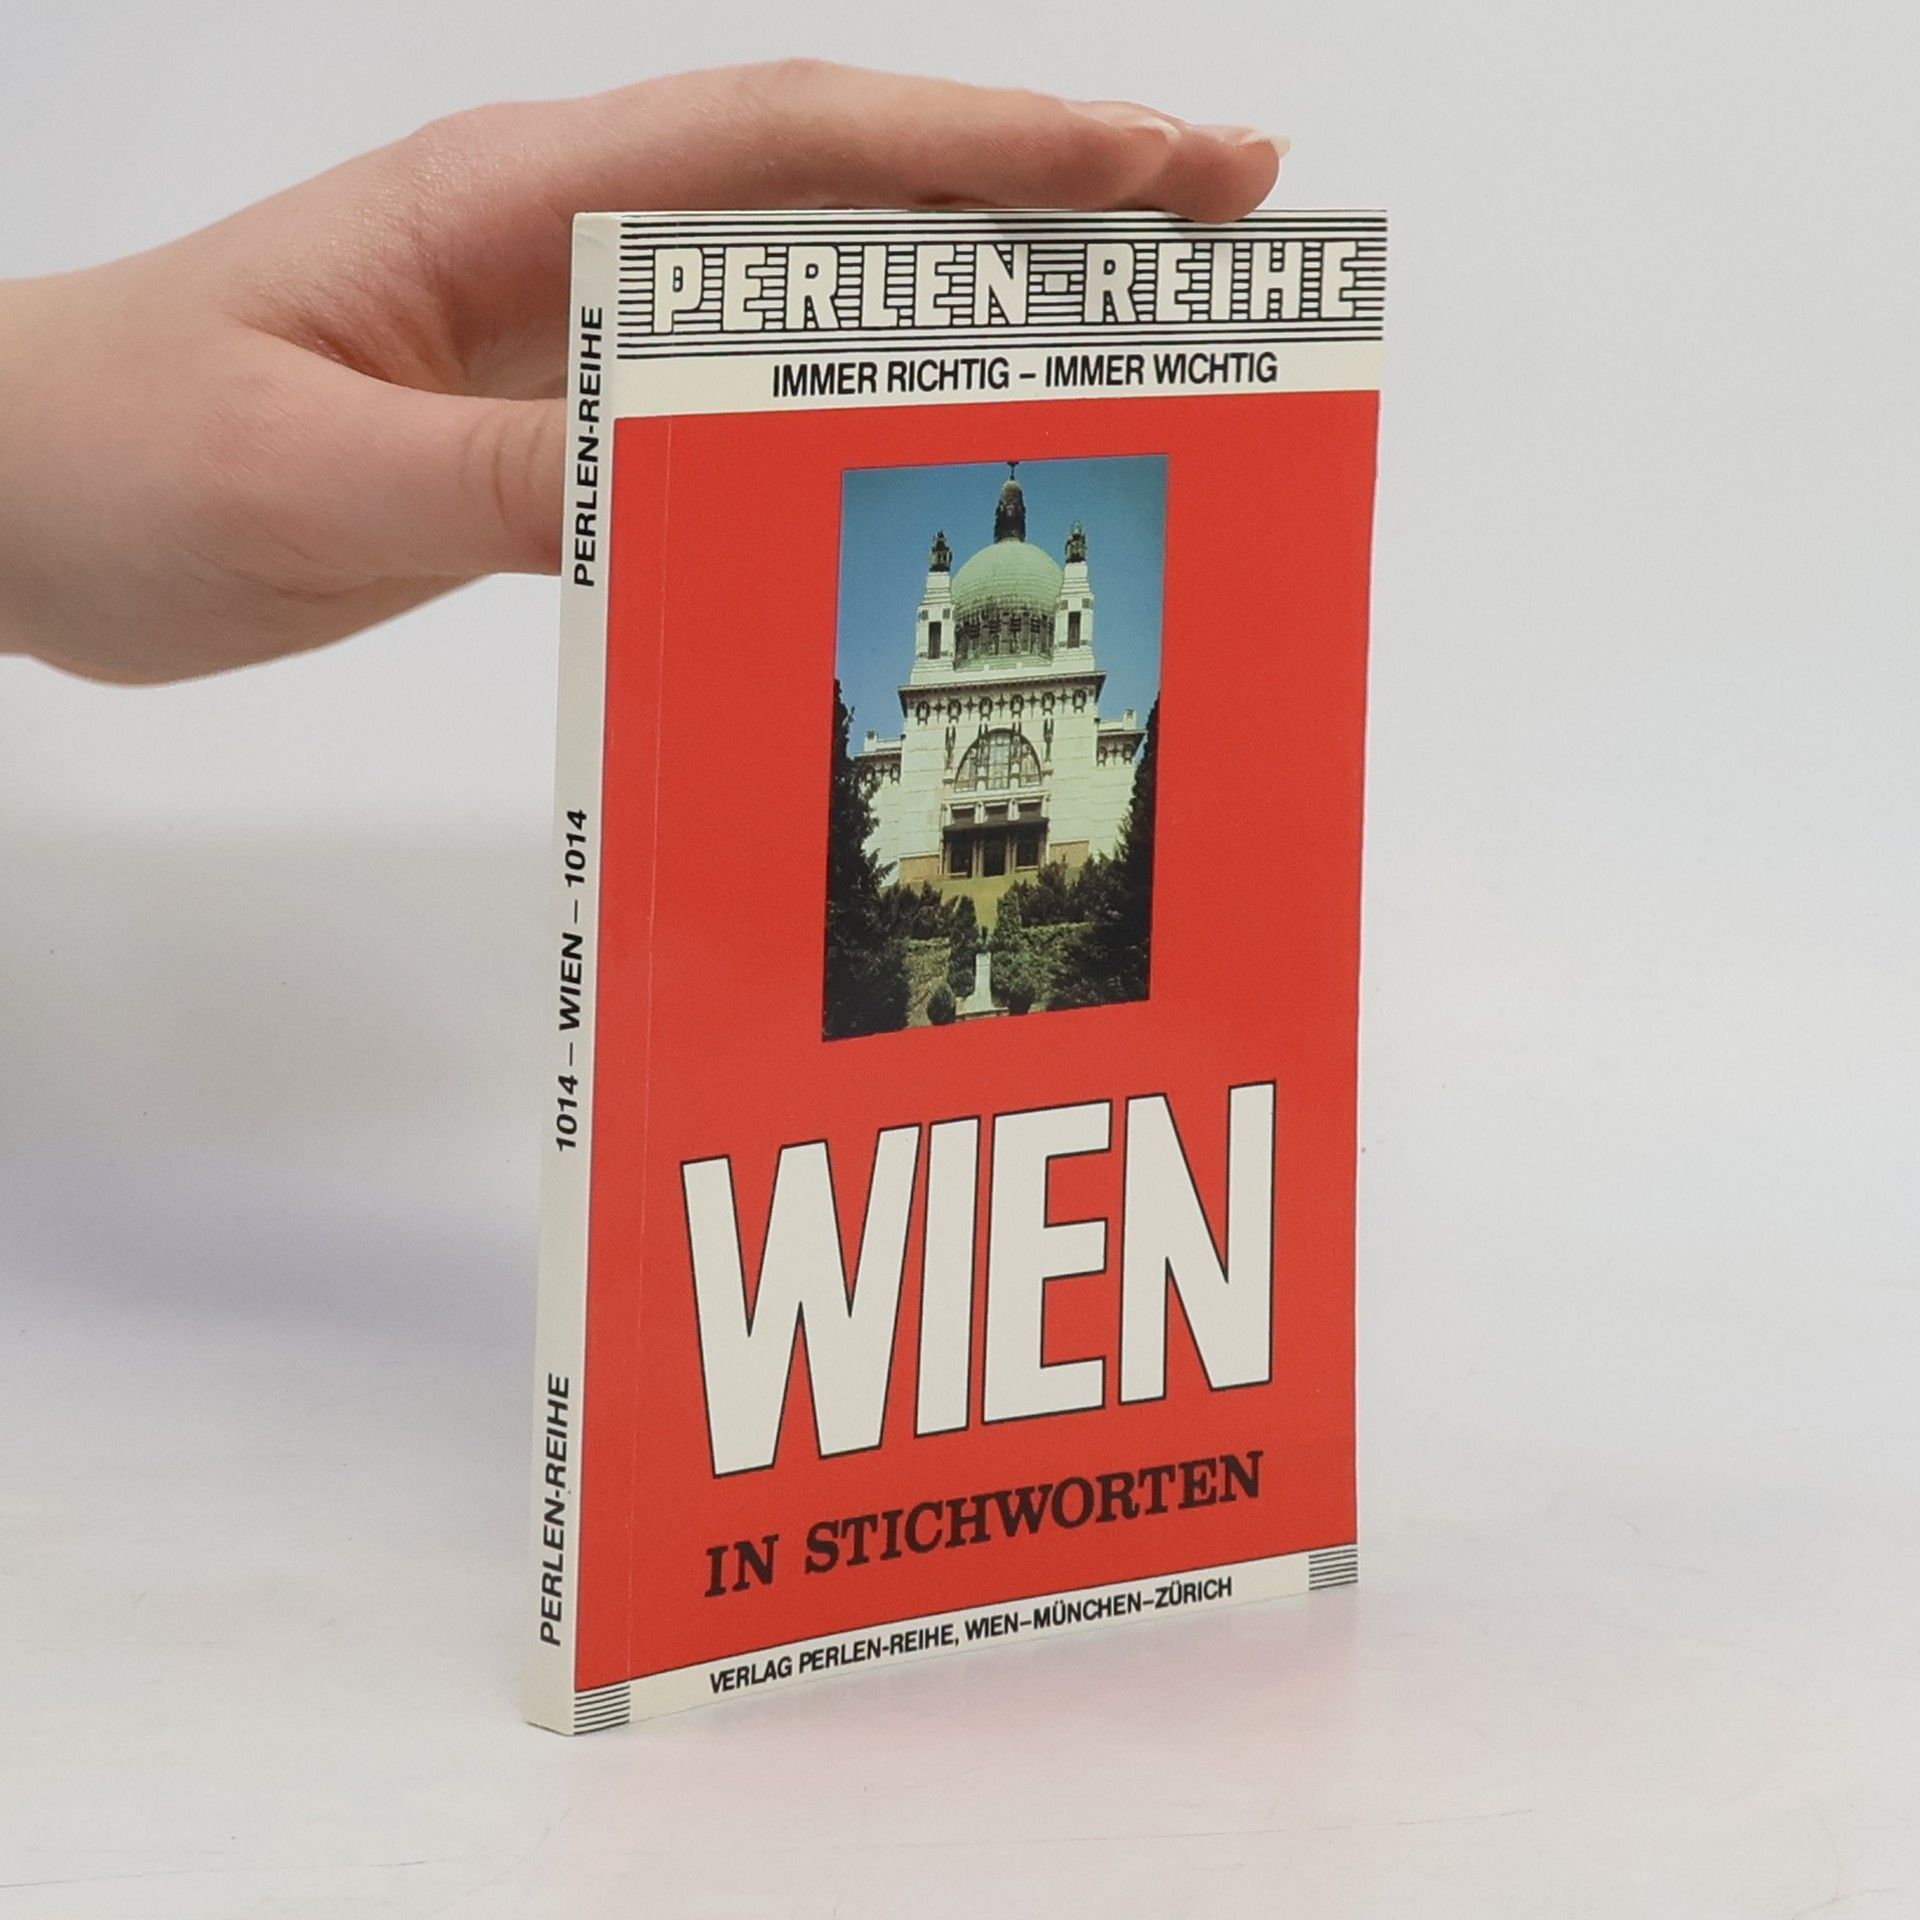 PERLEN-REIHE
IMMER RICHTIG – IMMER WICHTIG
WIEN
IN STICHWORTEN
VERLAG PERLEN-REIHE, WIEN–MÜNCHEN–ZÜRICH
PERLEN-REIHE
1014 – WIEN – 1014
PERLEN-REIHE